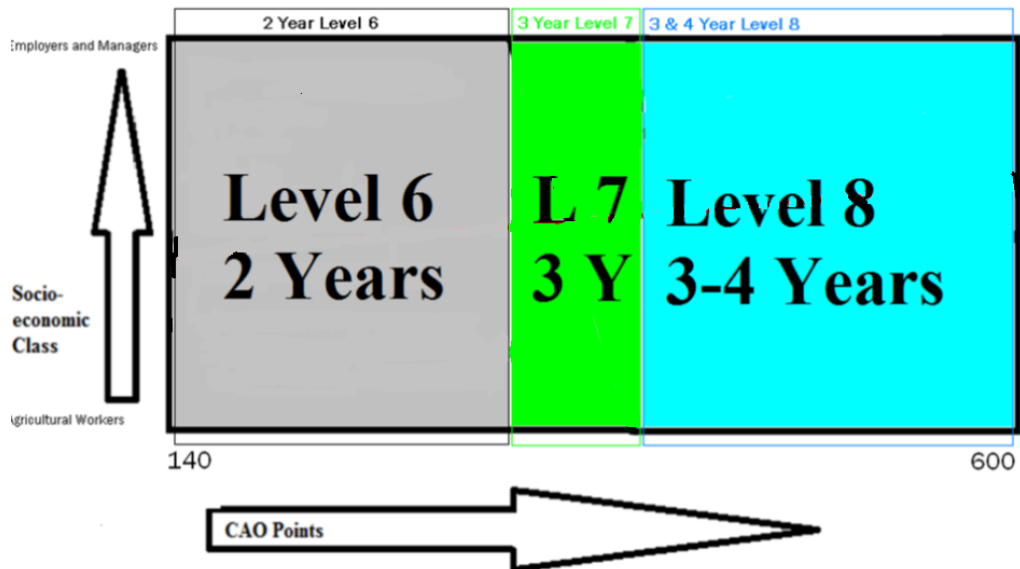 2 Year Level 6
3 Year Level 7
3 & 4 Year Level 8
Employers and Managers
Level 6
2 Years
L 7
3 Y
Level 8
3-4 Years
Socio-
economic
Class
Agricultural Workers
140
600
CAO Points